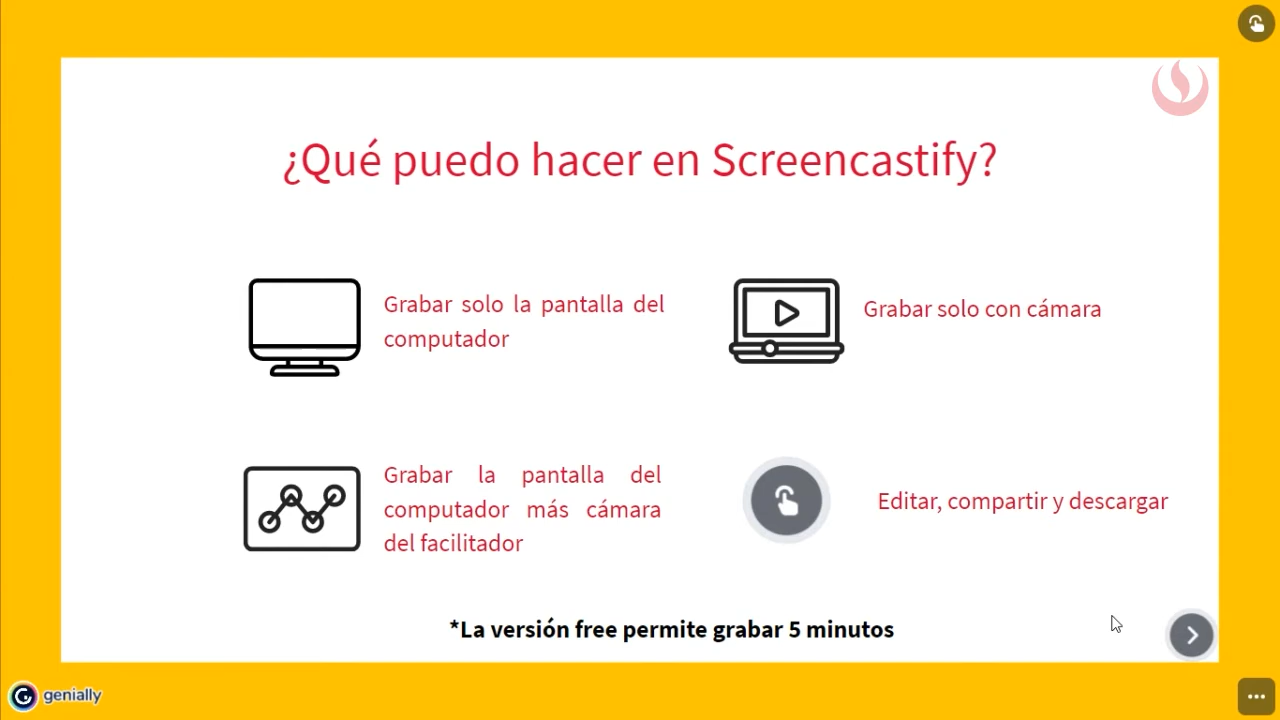 ¿Qué puedo hacer en Screencastify?
Grabar solo la pantalla del
computador
Grabar solo con cámara
Grabar la pantalla del
computador más cámara
del facilitador
Editar, compartir y descargar
*La versión free permite grabar 5 minutos
genially